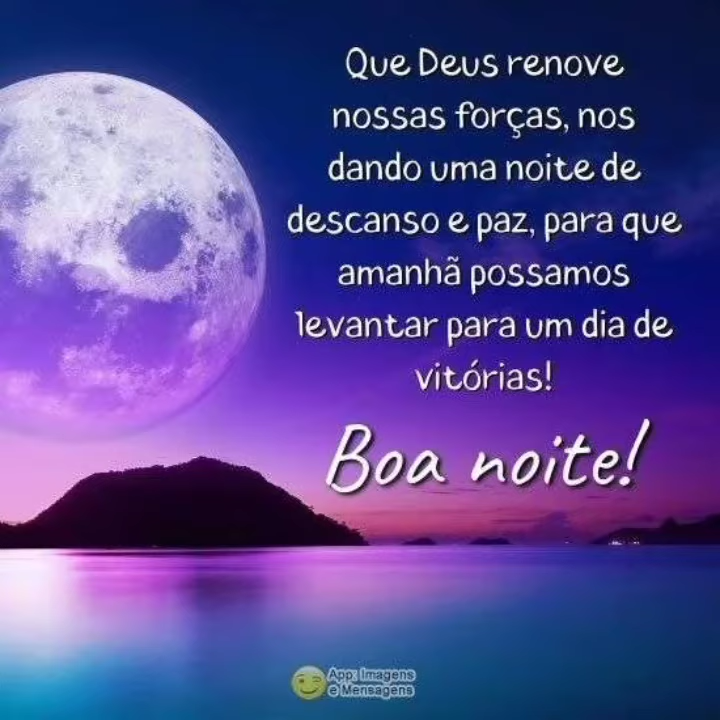 Que Deus renove
nossas forças, nos
dando uma noite de
descanso e paz, para que
amanhã possamos
levantar para um dia de
vitórias!
Boa noite!
App: Imagens
e Mensagens